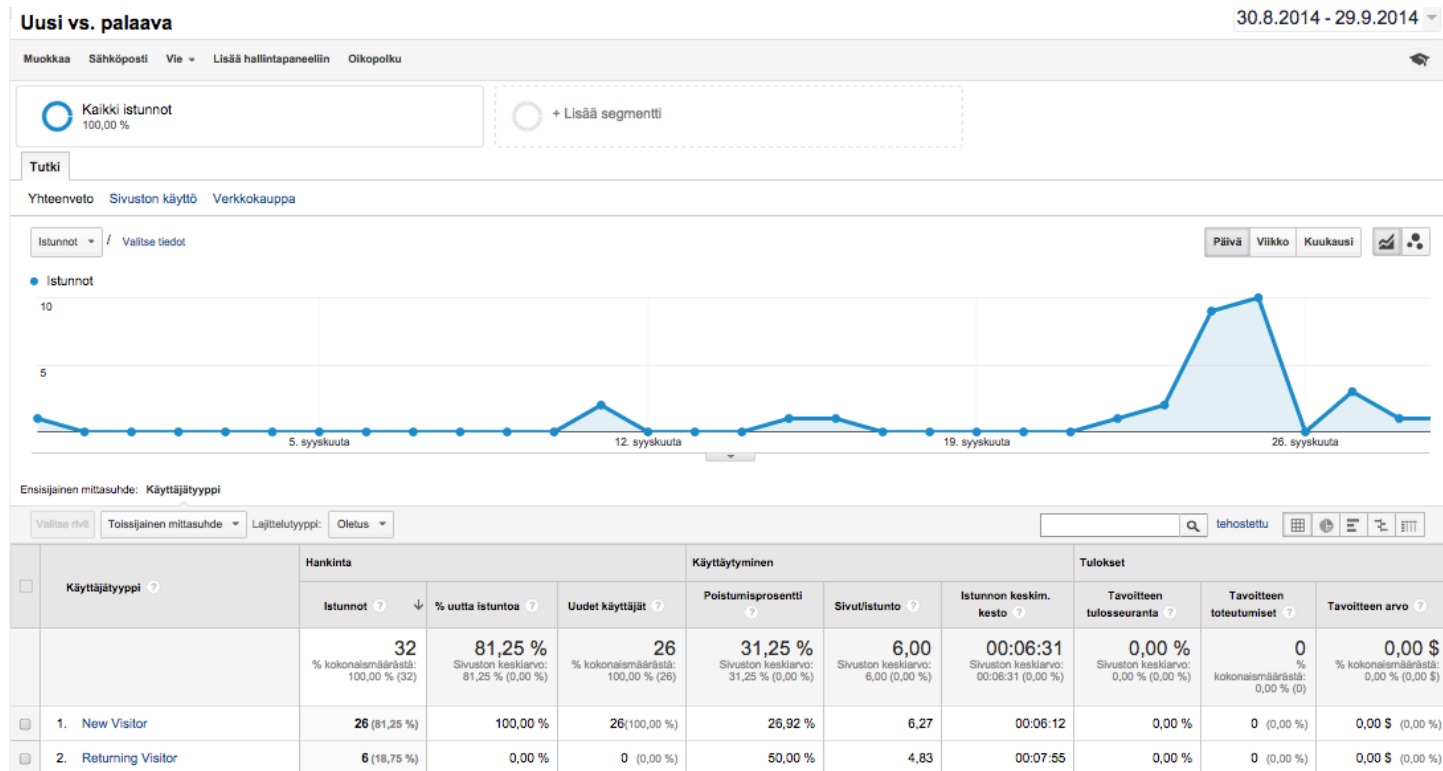 Uusi vs. palaava
30.8.2014 - 29.9.2014
Muokkaa Sähköposti Vie Lisää hallintapaneeliin Oikopolku
Kaikki istunnot
100,00 %
+ Lisää segmentti
Tutki
Yhteenveto Sivuston käyttö Verkkokauppa
Istunnot / Valitse tiedot
Päivä Viikko Kuukausi
Istunnot
10
5
5. syyskuuta 12. syyskuuta 19. syyskuuta 26. syyskuuta
Ensisijainen mittasuhde: Käyttäjätyyppi
Valitse rivit Toissijainen mittasuhde Lajittelutyyppi: Oletus tehostettu
Käyttäjätyyppi ?
Hankinta Käyttäytyminen Tulokset
Istunnot ? ↓ % uutta istuntoa ? Uudet käyttäjät ? Poistumisprosentti ? Sivut/istunto ? Istunnon keskim. kesto ? Tavoitteen tulosseuranta ? Tavoitteen toteutumiset ? Tavoitteen arvo ?
32
% kokonaismäärästä:
100,00 % (32)
81,25 %
Sivuston keskiarvo:
81,25 % (0,00 %)
26
% kokonaismäärästä:
100,00 % (26)
31,25 %
Sivuston keskiarvo:
31,25 % (0,00 %)
6,00
Sivuston keskiarvo:
6,00 (0,00 %)
00:06:31
Sivuston keskiarvo:
00:06:31 (0,00 %)
0,00 %
Sivuston keskiarvo:
0,00 % (0,00 %)
0
%
kokonaismäärästä:
0,00 % (0)
0,00 $
% kokonaismäärästä:
0,00 % (0,00 $)
1. New Visitor 26 (81,25 %) 100,00 % 26(100,00 %) 26,92 % 6,27 00:06:12 0,00 % 0 (0,00 %) 0,00 $ (0,00 %)
2. Returning Visitor 6 (18,75 %) 0,00 % 0 (0,00 %) 50,00 % 4,83 00:07:55 0,00 % 0 (0,00 %) 0,00 $ (0,00 %)